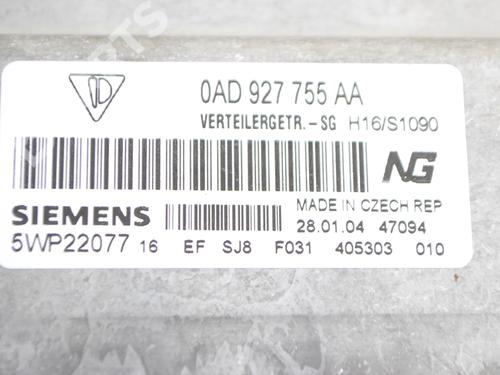 0AD 927 755 AA
VERTEILERGETR.-SG H16/S1090
NG
SIEMENS
MADE IN CZECH REP
28.01.04 47094
5WP22077 16 EF SJ8 F031 405303 010